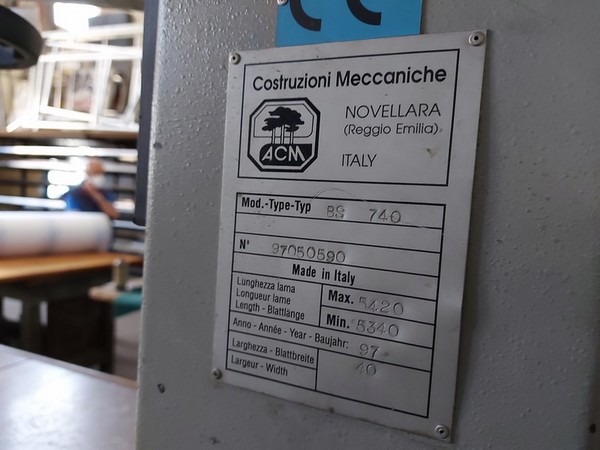 CE
Costruzioni Meccaniche
ACM
NOVELLARA
(Reggio Emilia)
ITALY
Mod.-Type-Typ BS 740
N° 97050590
Made in Italy
Lunghezza lama
Longueur lame
Length - Blattlänge
Max. 5420
Min. 5340
Anno - Année - Year - Baujahr: 97
Larghezza - Blattbreite
Largeur - Width
40